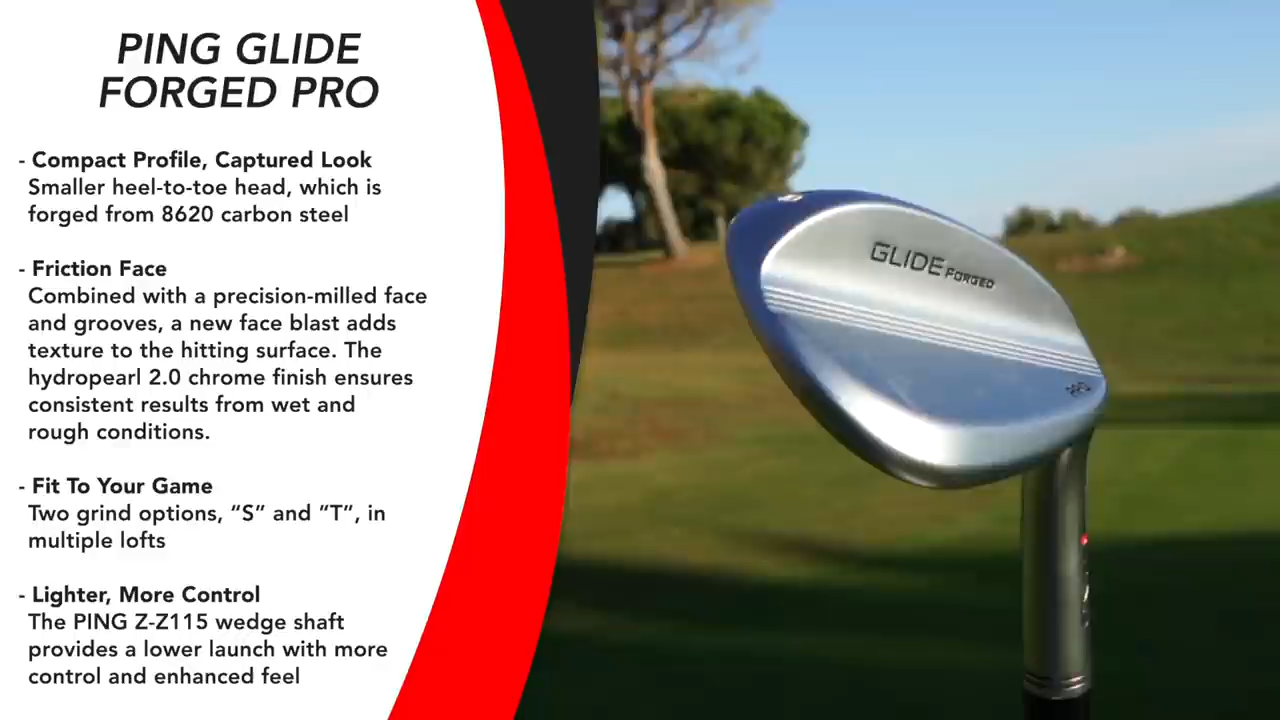 PING GLIDE
FORGED PRO
- Compact Profile, Captured Look
Smaller heel-to-toe head, which is
forged from 8620 carbon steel
- Friction Face
Combined with a precision-milled face
and grooves, a new face blast adds
texture to the hitting surface. The
hydropearl 2.0 chrome finish ensures
consistent results from wet and
rough conditions.
- Fit To Your Game
Two grind options, “S” and “T”, in
multiple lofts
- Lighter, More Control
The PING Z-Z115 wedge shaft
provides a lower launch with more
control and enhanced feel
GLIDE FORGED